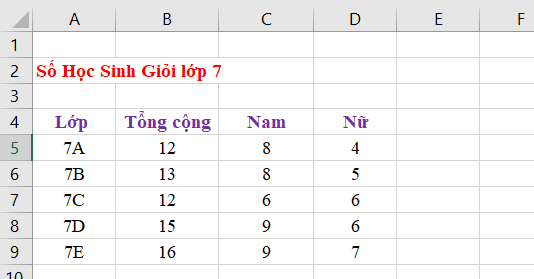 A B C D E F
1
2 Số Học Sinh Giỏi lớp 7
3
4 Lớp Tổng cộng Nam Nữ
5 7A 12 8 4
6 7B 13 8 5
7 7C 12 6 6
8 7D 15 9 6
9 7E 16 9 7
10